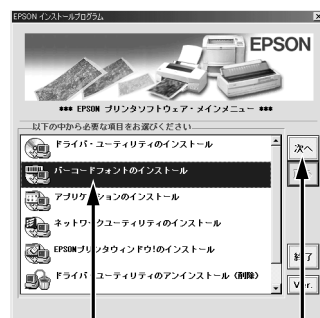 EPSON インストールプログラム
EPSON
*** EPSON プリンタソフトウェア・メインメニュー ***
以下の中から必要な項目をお選びください
ドライバ・ユーティリティのインストール
バーコードフォントのインストール
アプリケーションのインストール
ネットワークユーティリティのインストール
EPSONプリンタウィンドウ!のインストール
ドライバ・ユーティリティのアンインストール（削除）
次へ
終了
Ver.